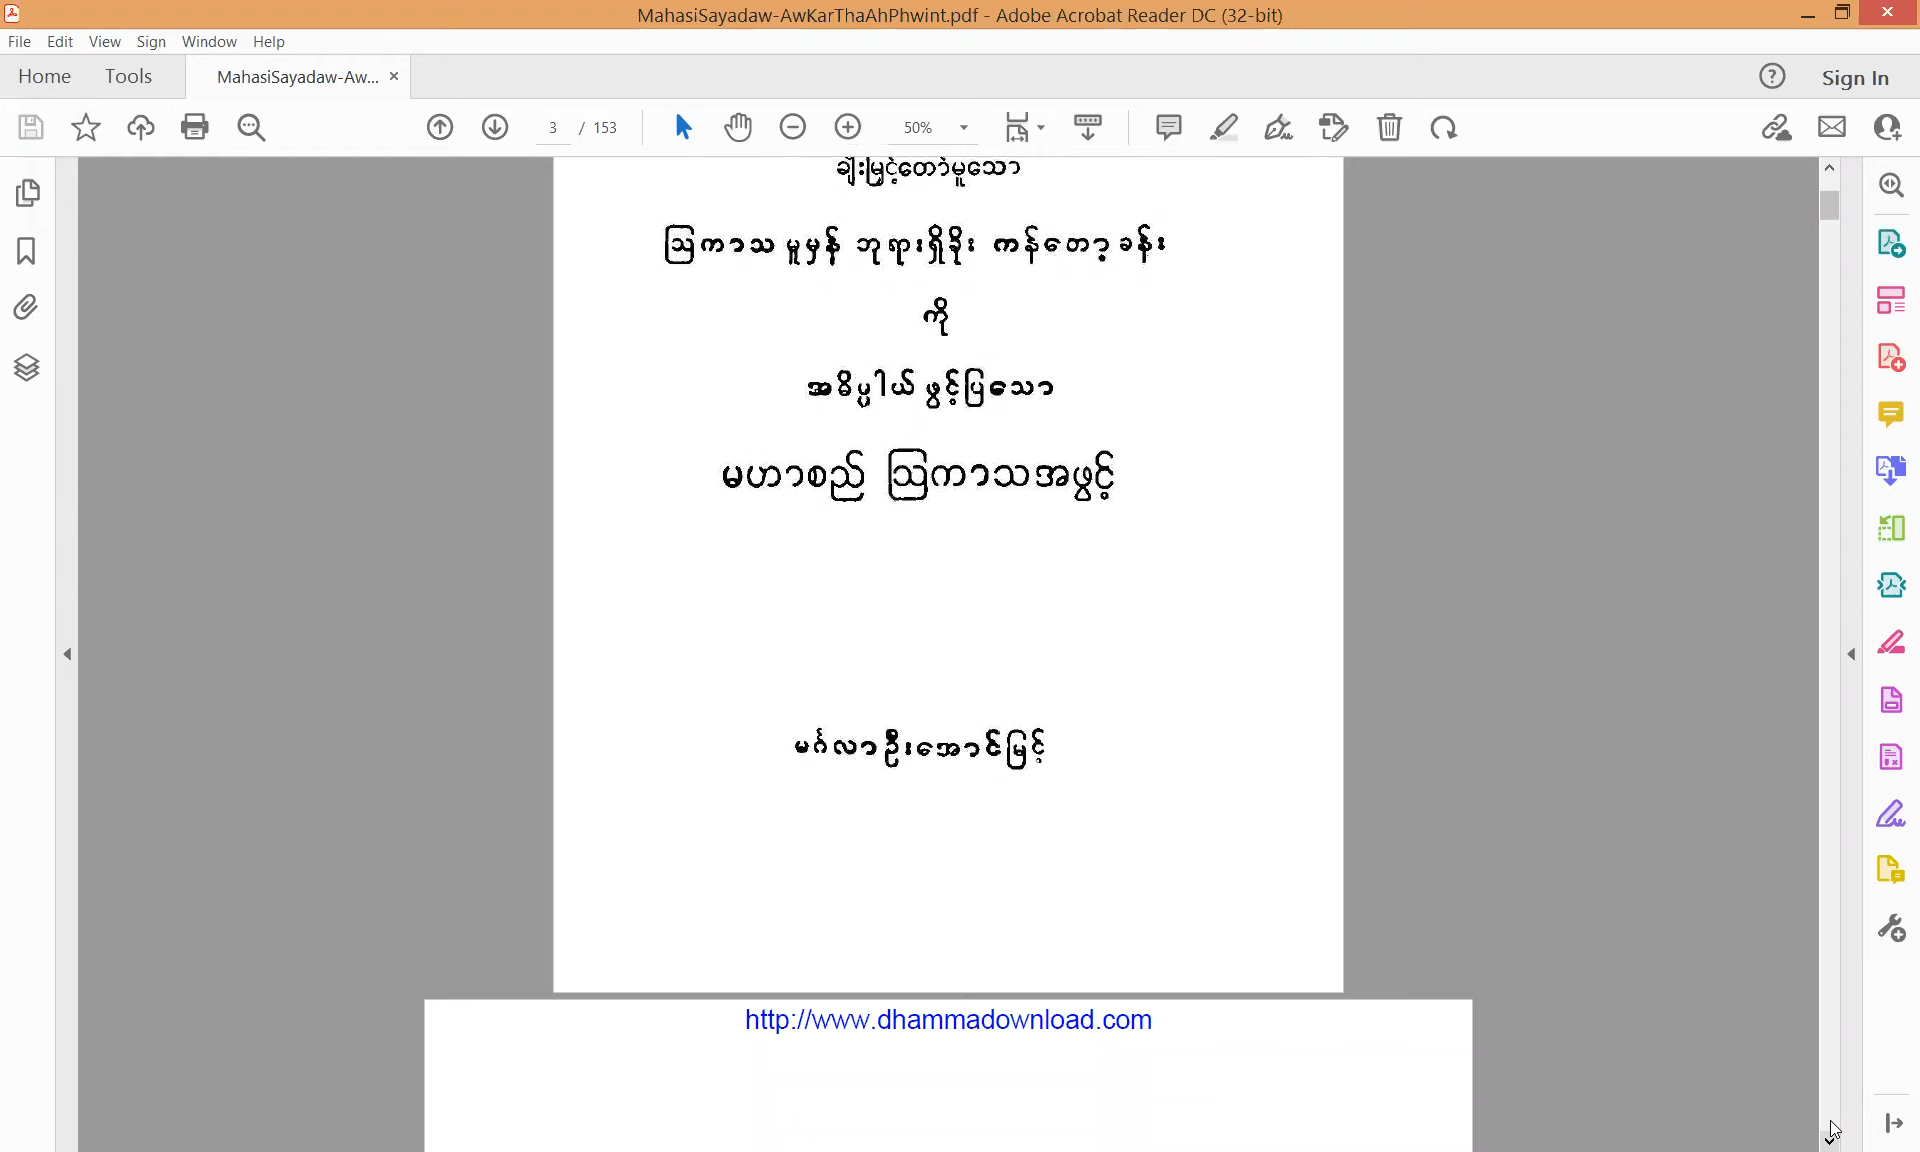 MahasiSayadaw-AwKarThaAhPhwint.pdf - Adobe Acrobat Reader DC (32-bit)
File Edit View Sign Window Help
Home Tools MahasiSayadaw-Aw... Sign In
3 / 153 50%
ချီးမြှင့်တော်မူသော
ဩကာသ မူမှန် ဘုရားရှိခိုး ကန်တော့ခန်း
ကို
အဓိပ္ပါယ် ဖွင့်ပြသော
မဟာစည် ဩကာသအဖွင့်
မင်္ဂလာဦးအောင်မြင့်
http://www.dhammadownload.com